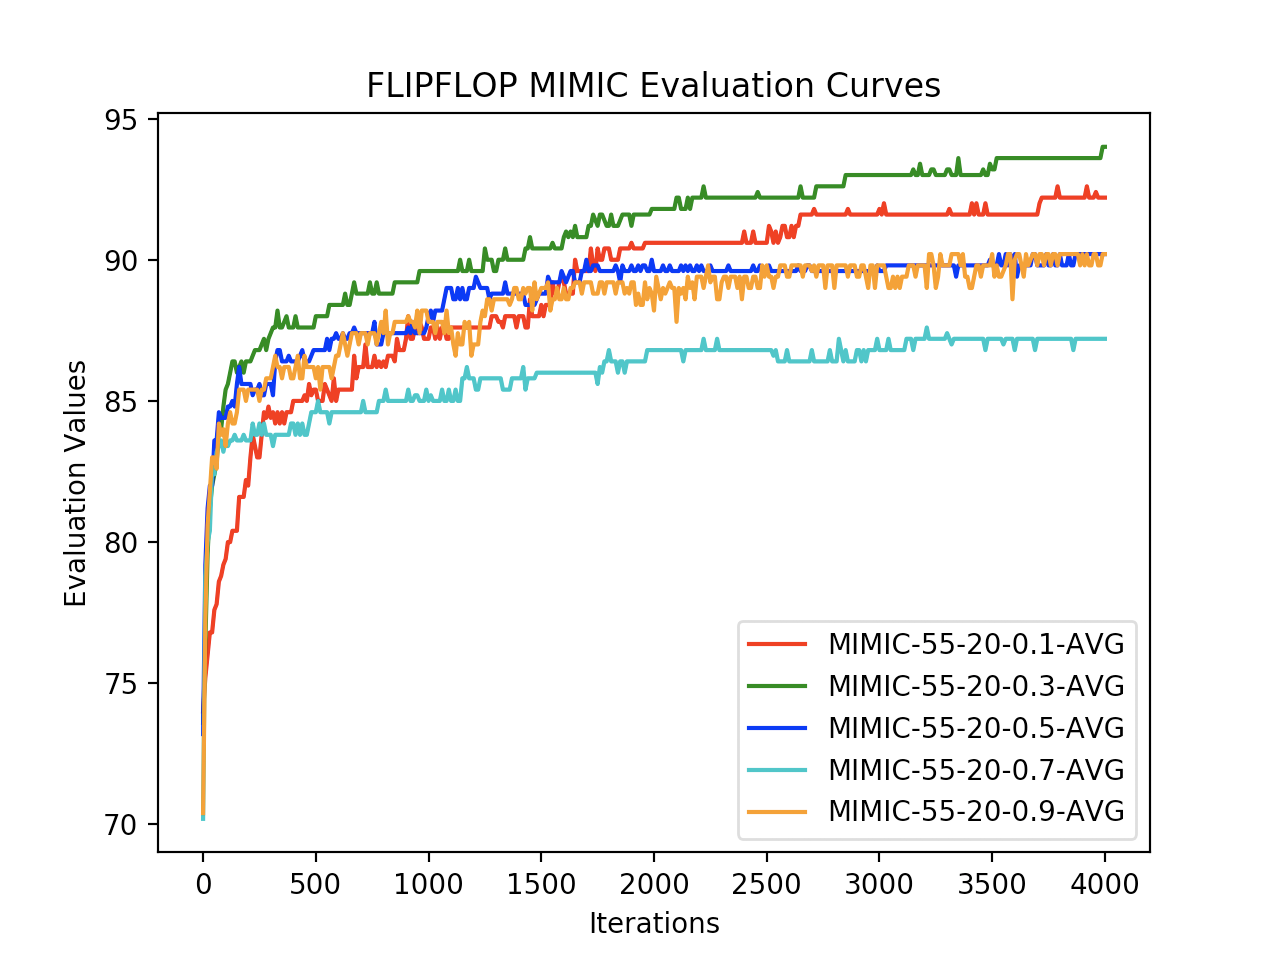 FLIPFLOP MIMIC Evaluation Curves
95
90
85
80
75
70
Evaluation Values
MIMIC-55-20-0.1-AVG
MIMIC-55-20-0.3-AVG
MIMIC-55-20-0.5-AVG
MIMIC-55-20-0.7-AVG
MIMIC-55-20-0.9-AVG
0 500 1000 1500 2000 2500 3000 3500 4000
Iterations